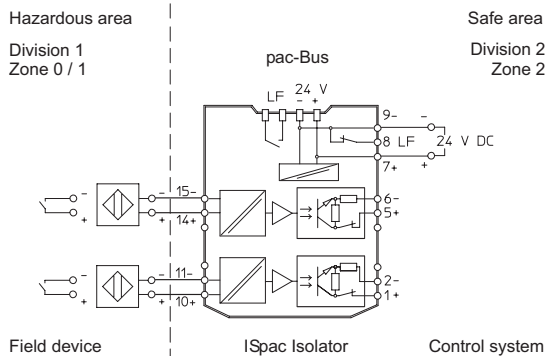 Hazardous area
Safe area
Division 1
Zone 0 / 1
Division 2
Zone 2
pac-Bus
LF 24 V
- +
9- -
8 LF 24 V DC
7+ +
- - 15-
+ + 14+
6-
5+
- - 11-
+ + 10+
2-
1+
Field device
ISpac Isolator
Control system